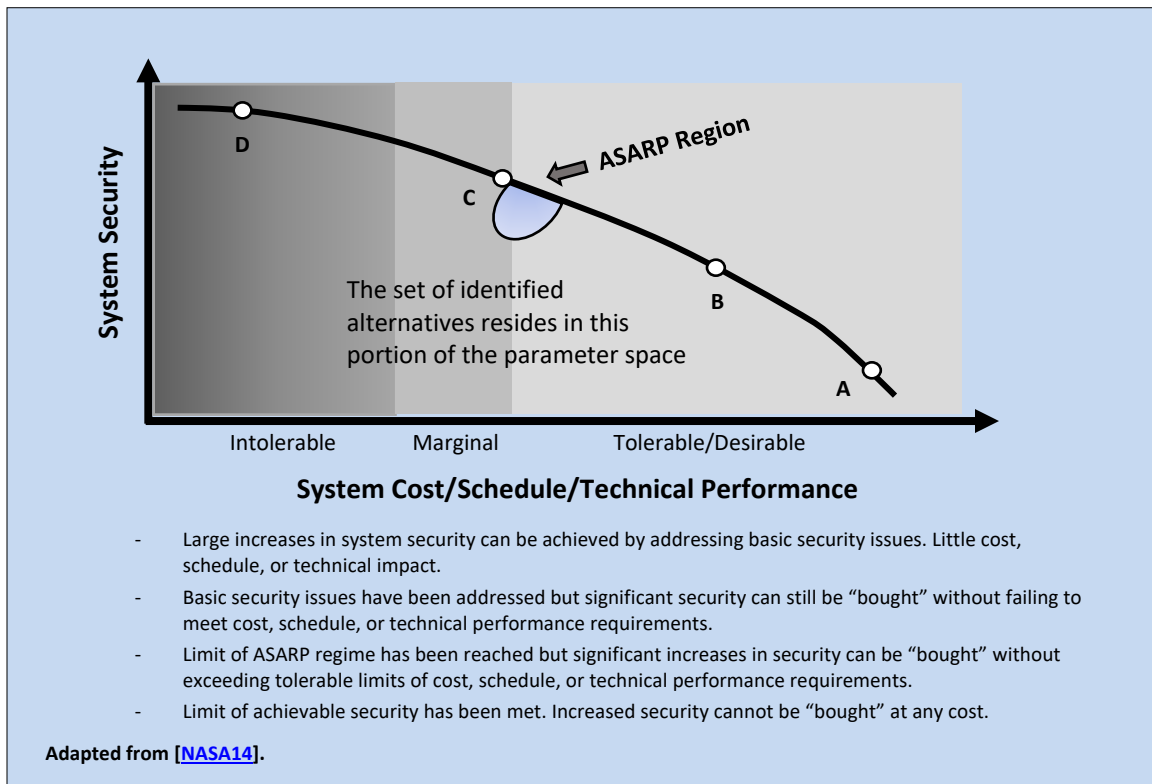 System Security
D
C
ASARP Region
B
A
The set of identified
alternatives resides in this
portion of the parameter space
Intolerable
Marginal
Tolerable/Desirable
System Cost/Schedule/Technical Performance
- Large increases in system security can be achieved by addressing basic security issues. Little cost,
schedule, or technical impact.
- Basic security issues have been addressed but significant security can still be “bought” without failing to
meet cost, schedule, or technical performance requirements.
- Limit of ASARP regime has been reached but significant increases in security can be “bought” without
exceeding tolerable limits of cost, schedule, or technical performance requirements.
- Limit of achievable security has been met. Increased security cannot be “bought” at any cost.
Adapted from [NASA14].